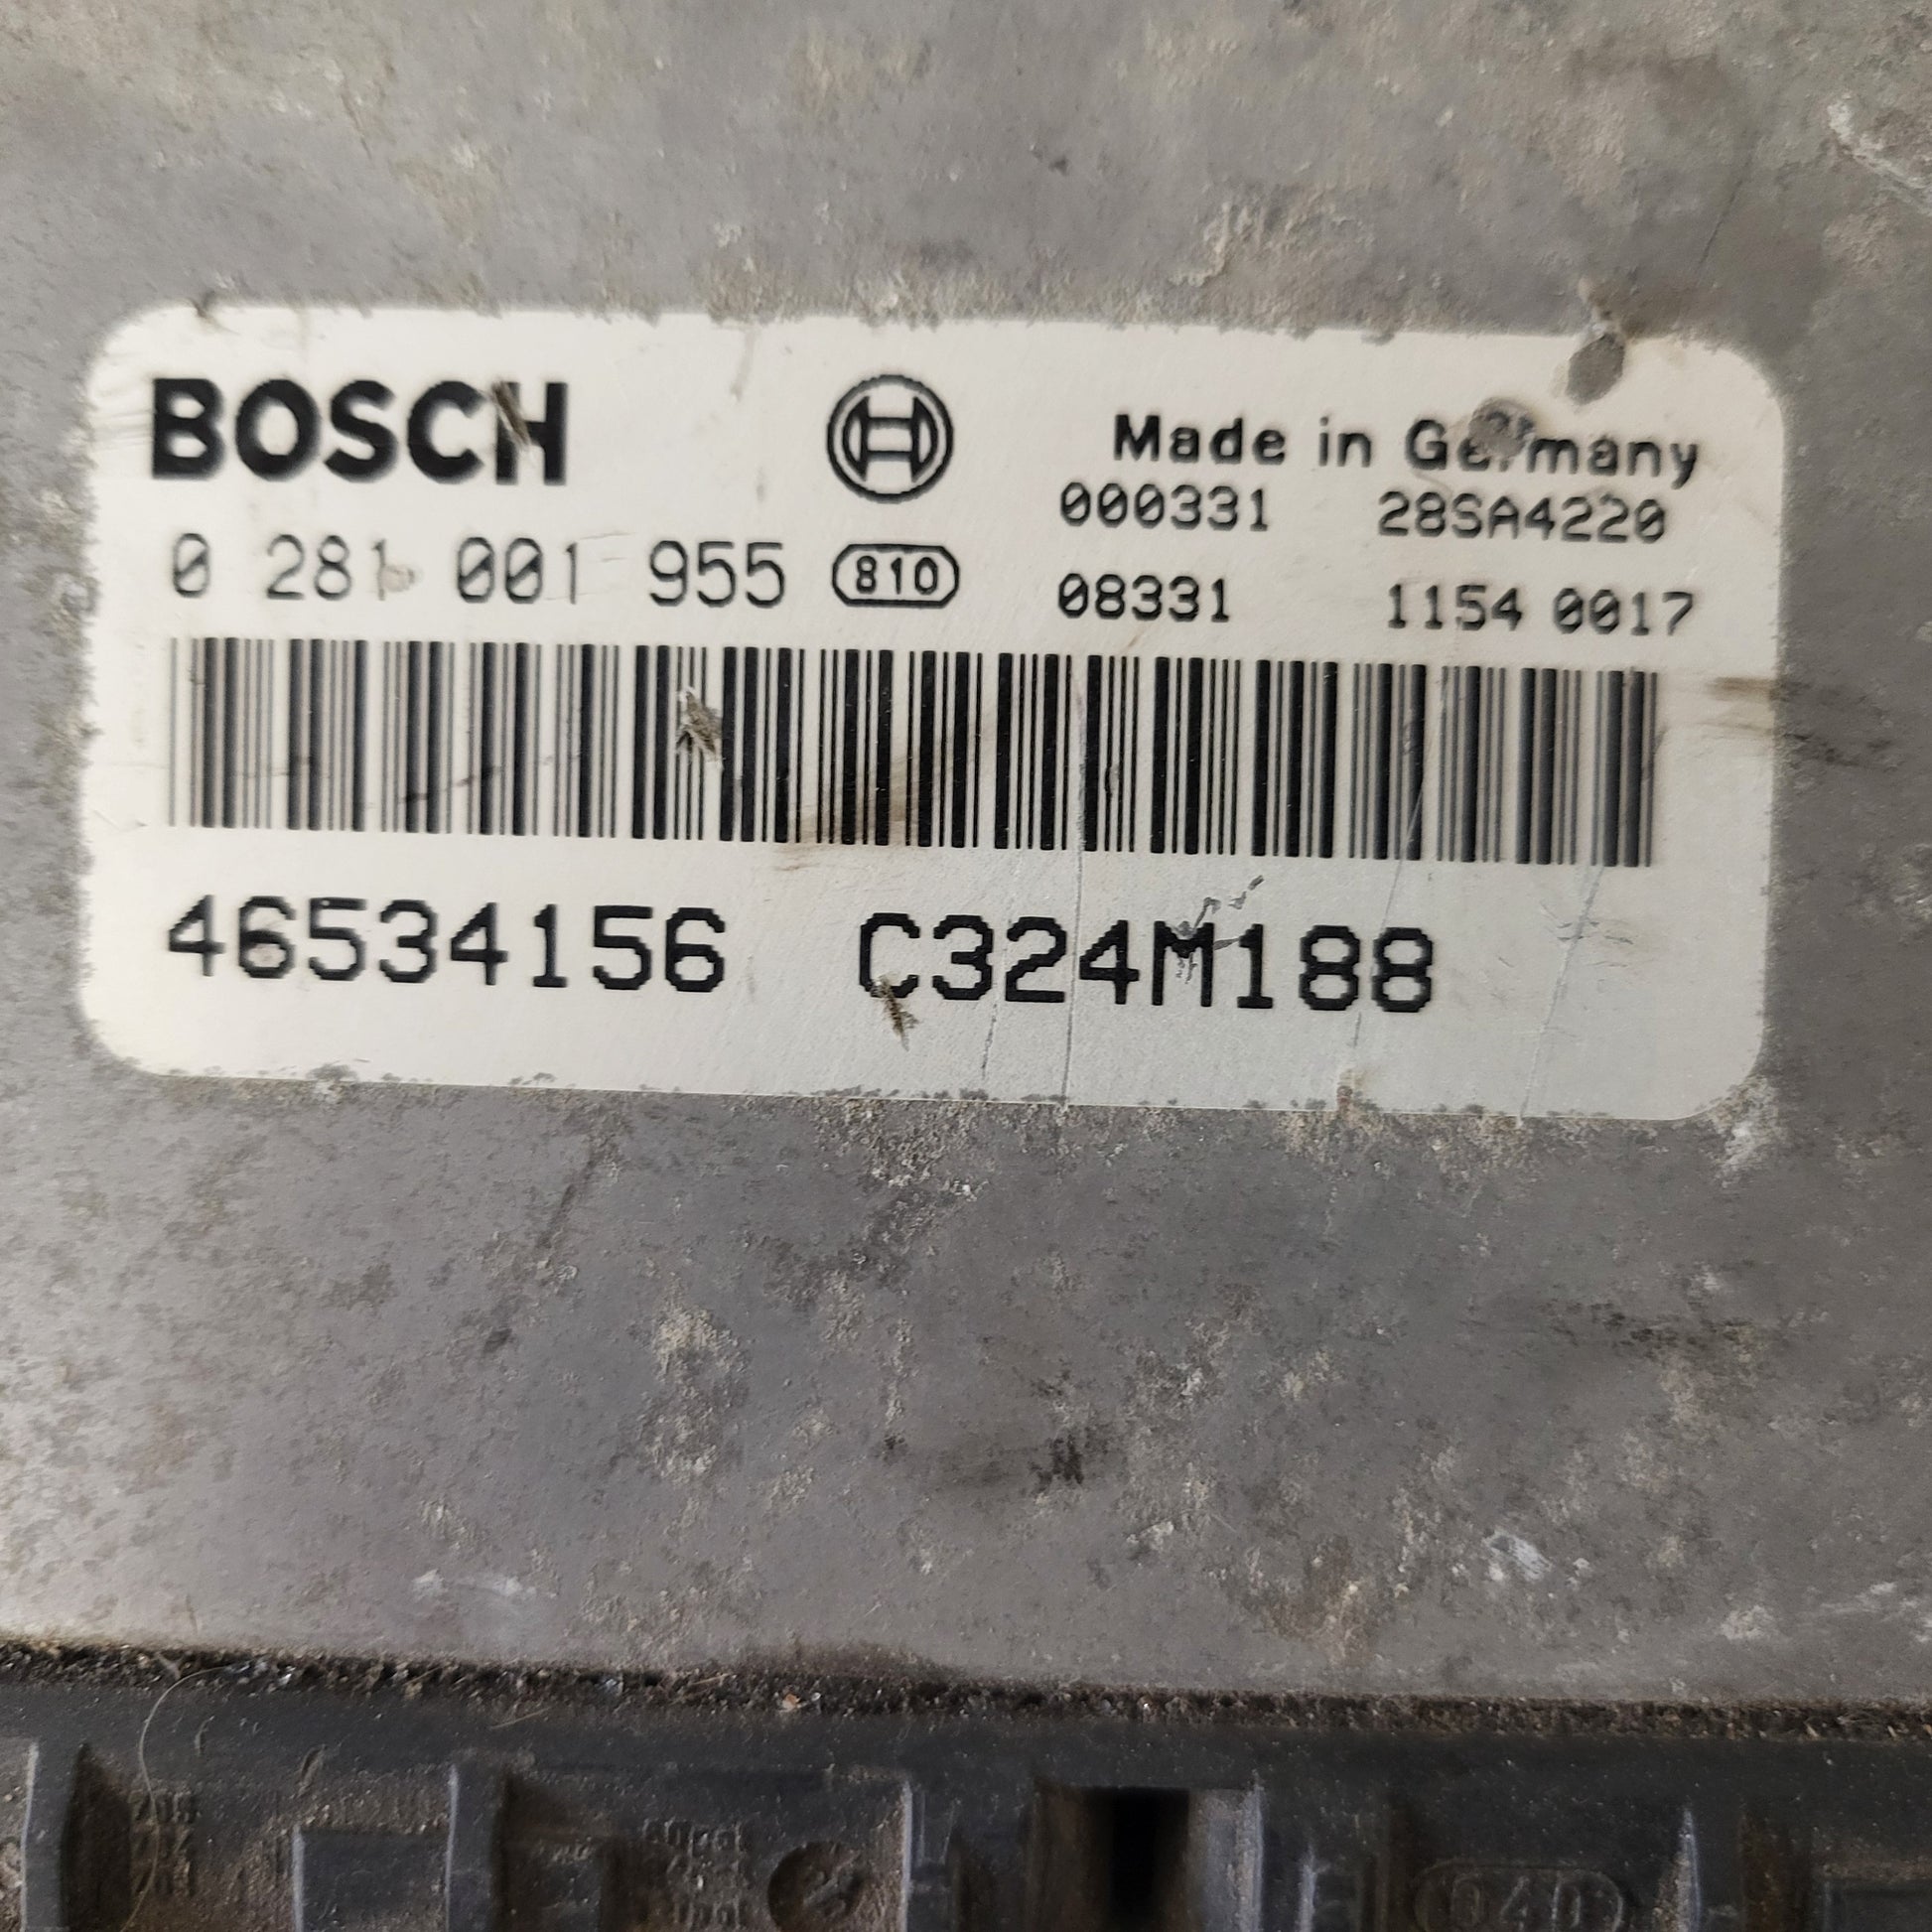 BOSCH
Made in Germany
000331 28SA4220
0 281 001 955 810
08331 1154 0017
46534156 C324M188